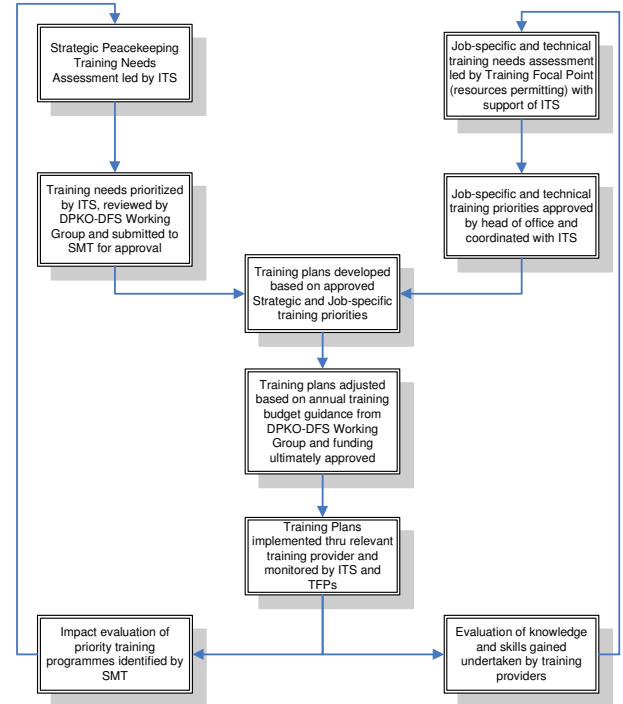 Strategic Peacekeeping
Training Needs
Assessment led by ITS
Job-specific and technical
training needs assessment
led by Training Focal Point
(resources permitting) with
support of ITS
Training needs prioritized
by ITS, reviewed by
DPKO-DFS Working
Group and submitted to
SMT for approval
Job-specific and technical
training priorities approved
by head of office and
coordinated with ITS
Training plans developed
based on approved
Strategic and Job-specific
training priorities
Training plans adjusted
based on annual training
budget guidance from
DPKO-DFS Working
Group and funding
ultimately approved
Training Plans
implemented thru relevant
training provider and
monitored by ITS and
TFPs
Impact evaluation of
priority training
programmes identified by
SMT
Evaluation of knowledge
and skills gained
undertaken by training
providers